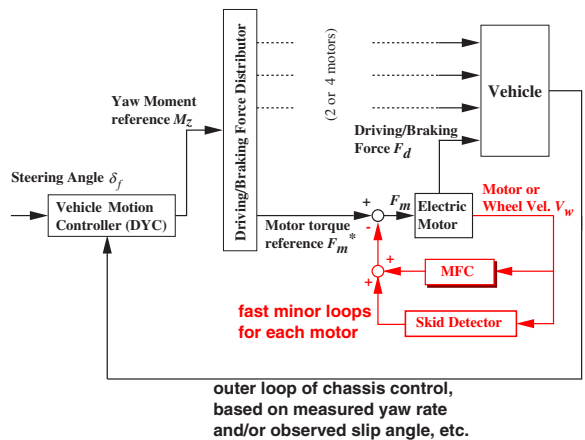 Driving/Braking Force Distributor
(2 or 4 motors)
Vehicle
Yaw Moment
reference Mz
Driving/Braking
Force Fd
Steering Angle δf
Vehicle Motion
Controller (DYC)
+
Fm
Electric
Motor
Motor or
Wheel Vel. Vw
-
Motor torque
reference Fm*
+
+
MFC
Skid Detector
fast minor loops
for each motor
outer loop of chassis control,
based on measured yaw rate
and/or observed slip angle, etc.